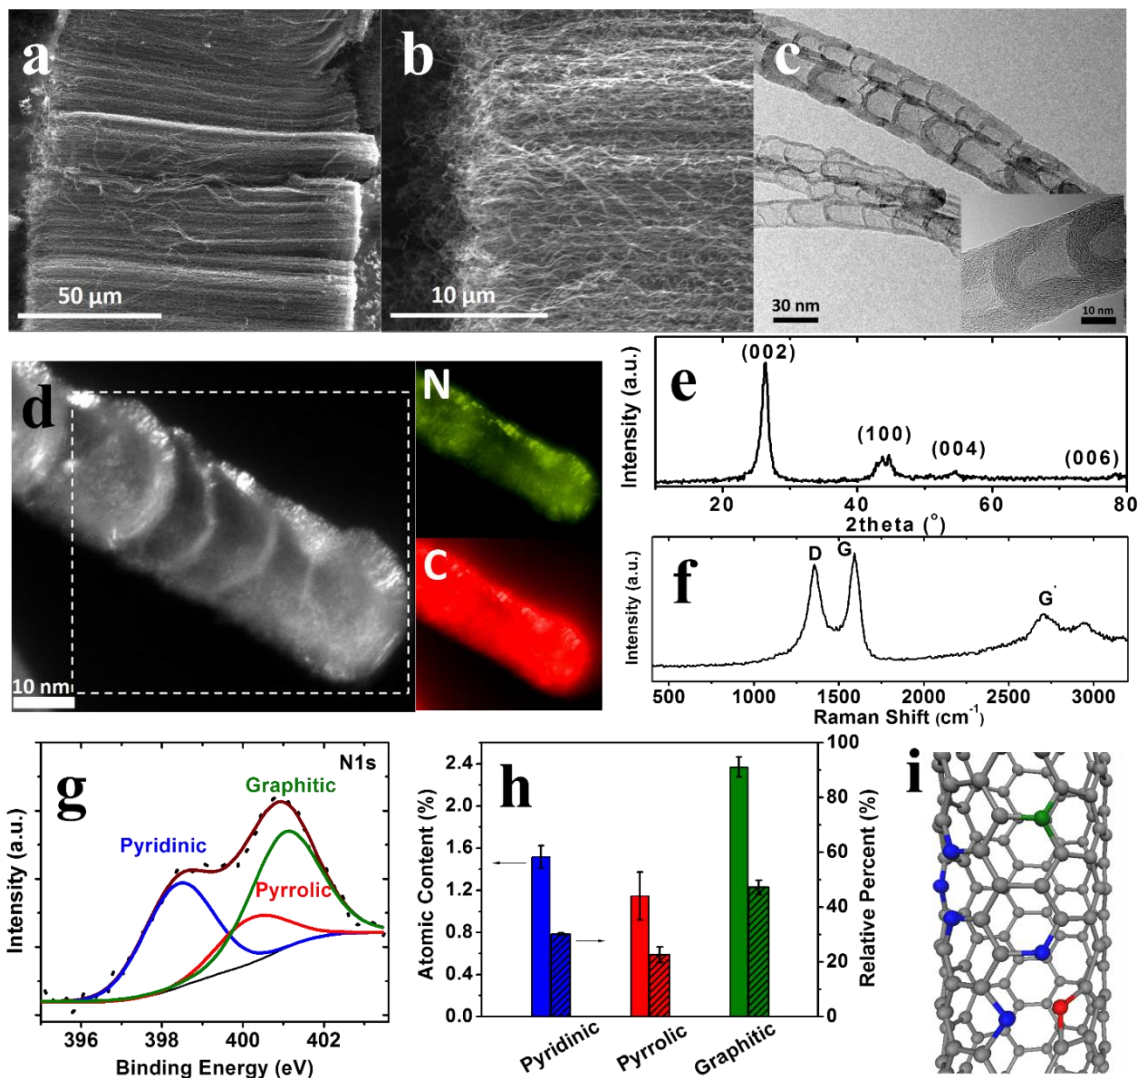 a
50 µm
b
10 µm
c
30 nm
10 nm
d
10 nm
N
C
e
(002)
(100)
(004)
(006)
Intensity (a.u.)
20 40 60 80
2theta (°)
f
D
G
G'
Intensity (a.u.)
500 1000 1500 2000 2500 3000
Raman Shift (cm⁻¹)
g
N1s
Graphitic
Pyridinic
Pyrrolic
Intensity (a.u.)
396 398 400 402
Binding Energy (eV)
h
Atomic Content (%)
2.4
2.0
1.6
1.2
0.8
0.4
0.0
100
80
60
40
20
0
Relative Percent (%)
Pyridinic
Pyrrolic
Graphitic
i